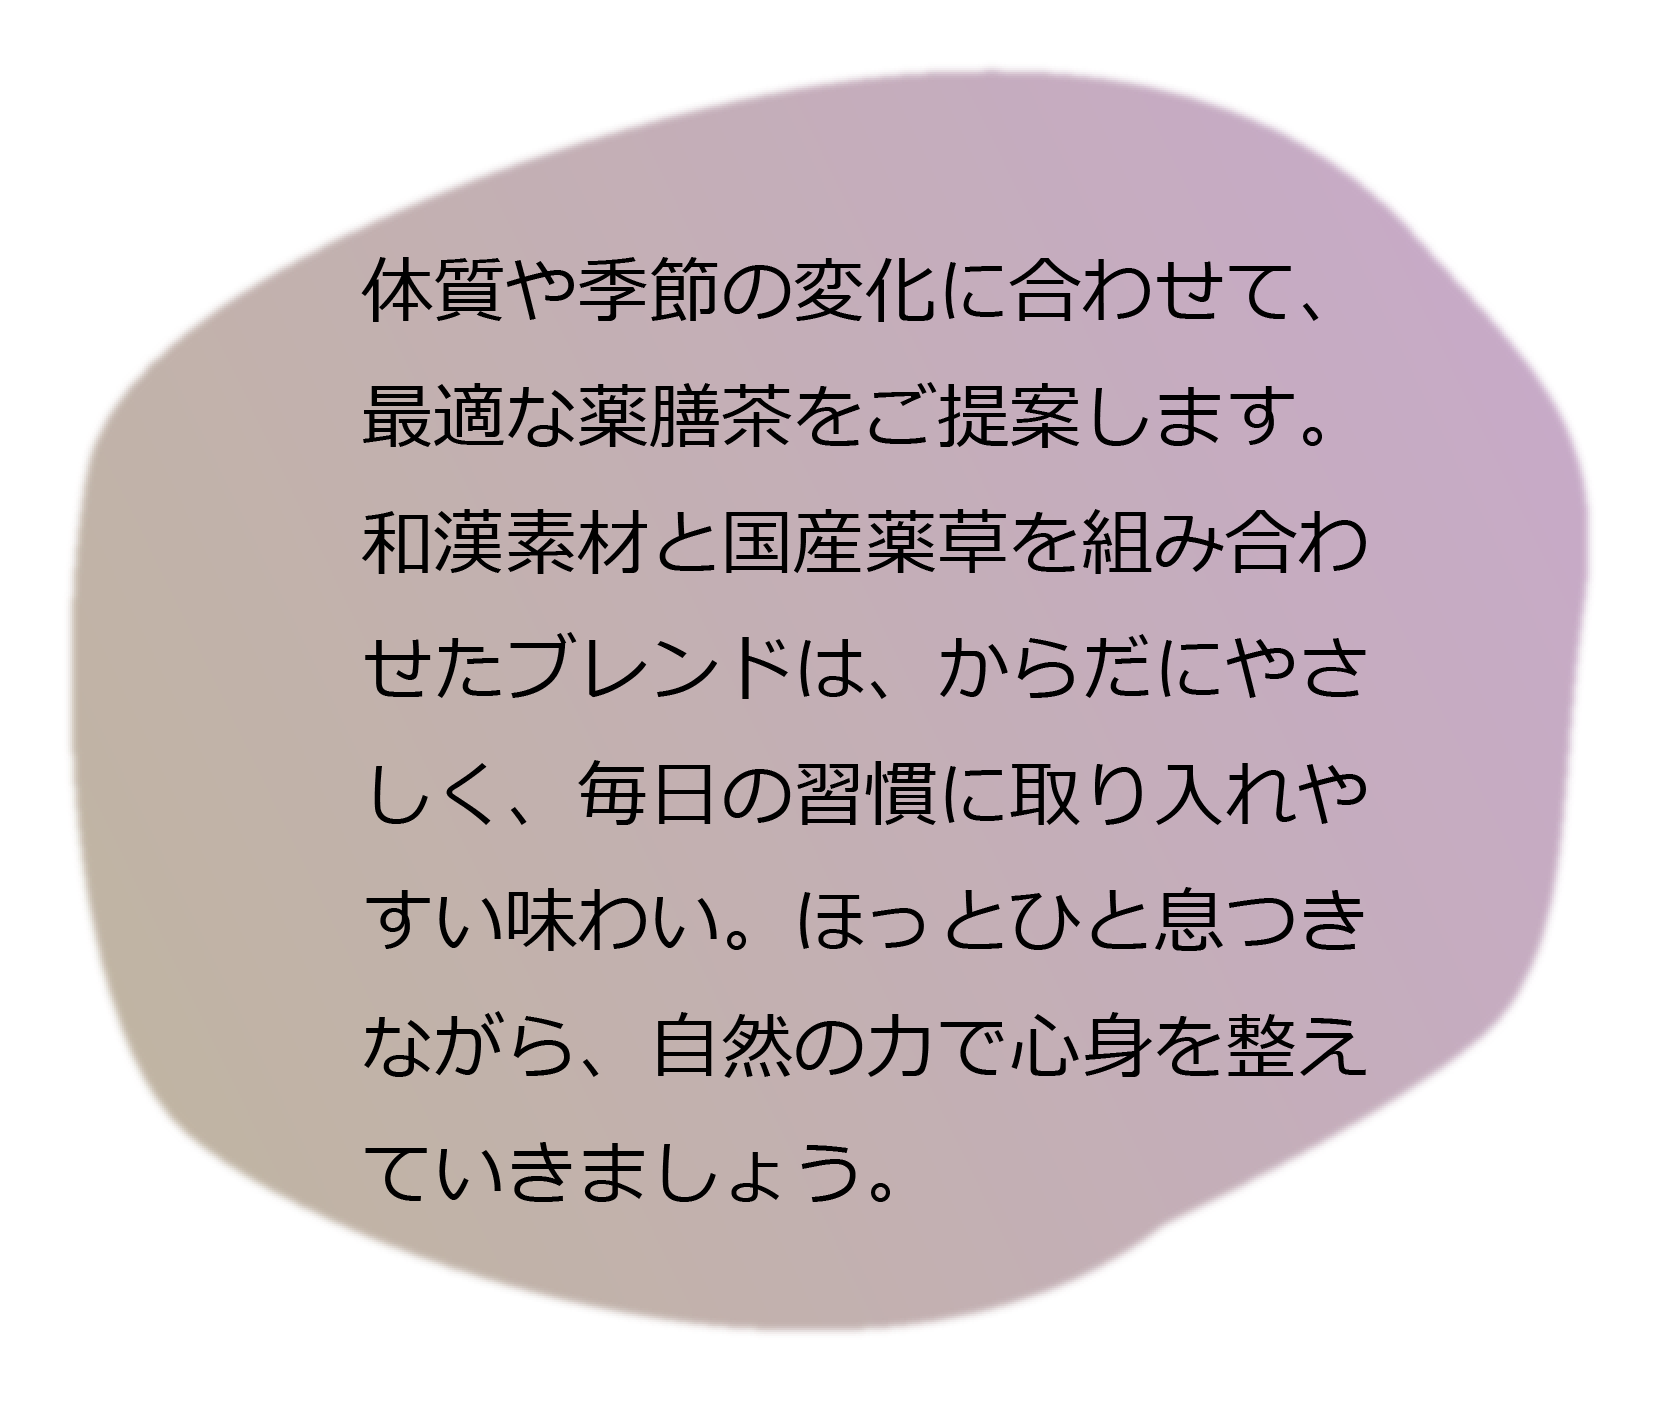 体質や季節の変化に合わせて、
最適な薬膳茶をご提案します。
和漢素材と国産薬草を組み合わ
せたブレンドは、からだにやさ
しく、毎日の習慣に取り入れや
すい味わい。ほっとひと息つき
ながら、自然の力で心身を整え
ていきましょう。